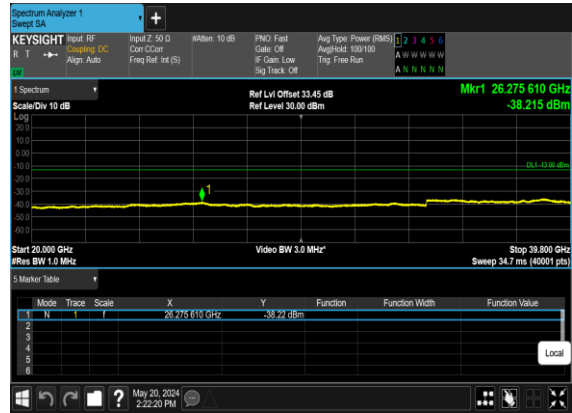 Spectrum Analyzer 1
Swept SA
+
KEYSIGHT Input: RF Input Z: 50 Ω #Atten: 10 dB PNO: Fast Avg Type: Power (RMS) 1 2 3 4 5 6
R T Coupling: DC Corr CCorr Gate: Off Avg|Hold: 100/100 A W W W W W
Align: Auto Freq Ref: Int (S) IF Gain: Low Trig: Free Run
LXI Sig Track: Off A N N N N N
1 Spectrum Ref Lvl Offset 33.45 dB Mkr1 26.275 610 GHz
Scale/Div 10 dB Ref Level 30.00 dBm -38.215 dBm
Log
20.0
10.0
0.00
-10.0 DL1 -13.00 dBm
-20.0
-30.0
1
-40.0
-50.0
-60.0
Start 20.000 GHz Video BW 3.0 MHz* Stop 39.800 GHz
#Res BW 1.0 MHz Sweep 34.7 ms (40001 pts)
5 Marker Table
Mode Trace Scale X Y Function Function Width Function Value
1 N 1 f 26.275 610 GHz -38.22 dBm
2
3
4
5
6
Local
? May 20, 2024
2:22:20 PM